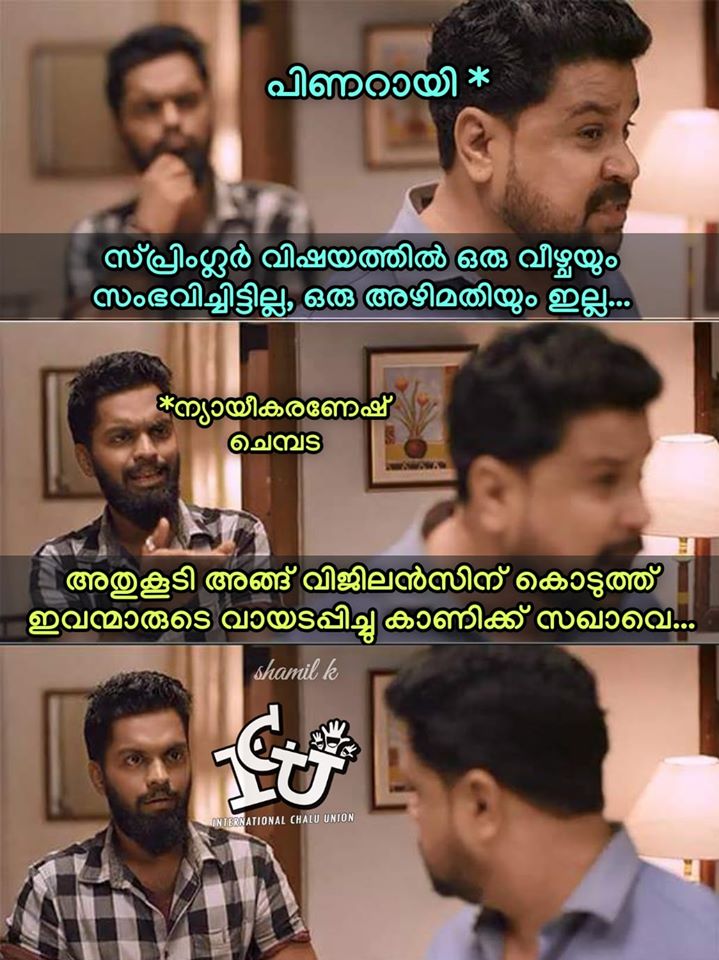 പിണറായി *
സ്പ്രിംഗ്ലർ വിഷയത്തിൽ ഒരു വീഴ്ചയും
സംഭവിച്ചിട്ടില്ല, ഒരു അഴിമതിയും ഇല്ല...
*ന്യായീകരണേഷ്
ചെമ്പട
അതുകൂടി അങ്ങ് വിജിലൻസിന് കൊടുത്ത്
ഇവന്മാരുടെ വായടപ്പിച്ചു കാണിക്ക് സഖാവെ...
shamil k
ICU
INTERNATIONAL CHALU UNION